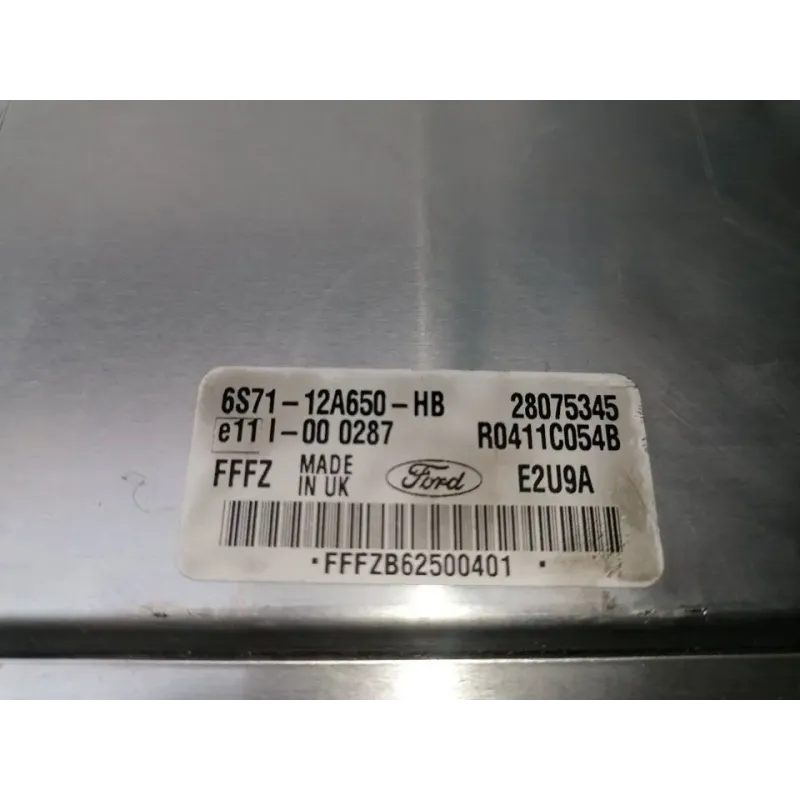 6S71-12A650-HB 28075345
e11 I-00 0287 R0411C054B
FFFZ MADE IN UK Ford E2U9A
·FFFZB62500401 ·